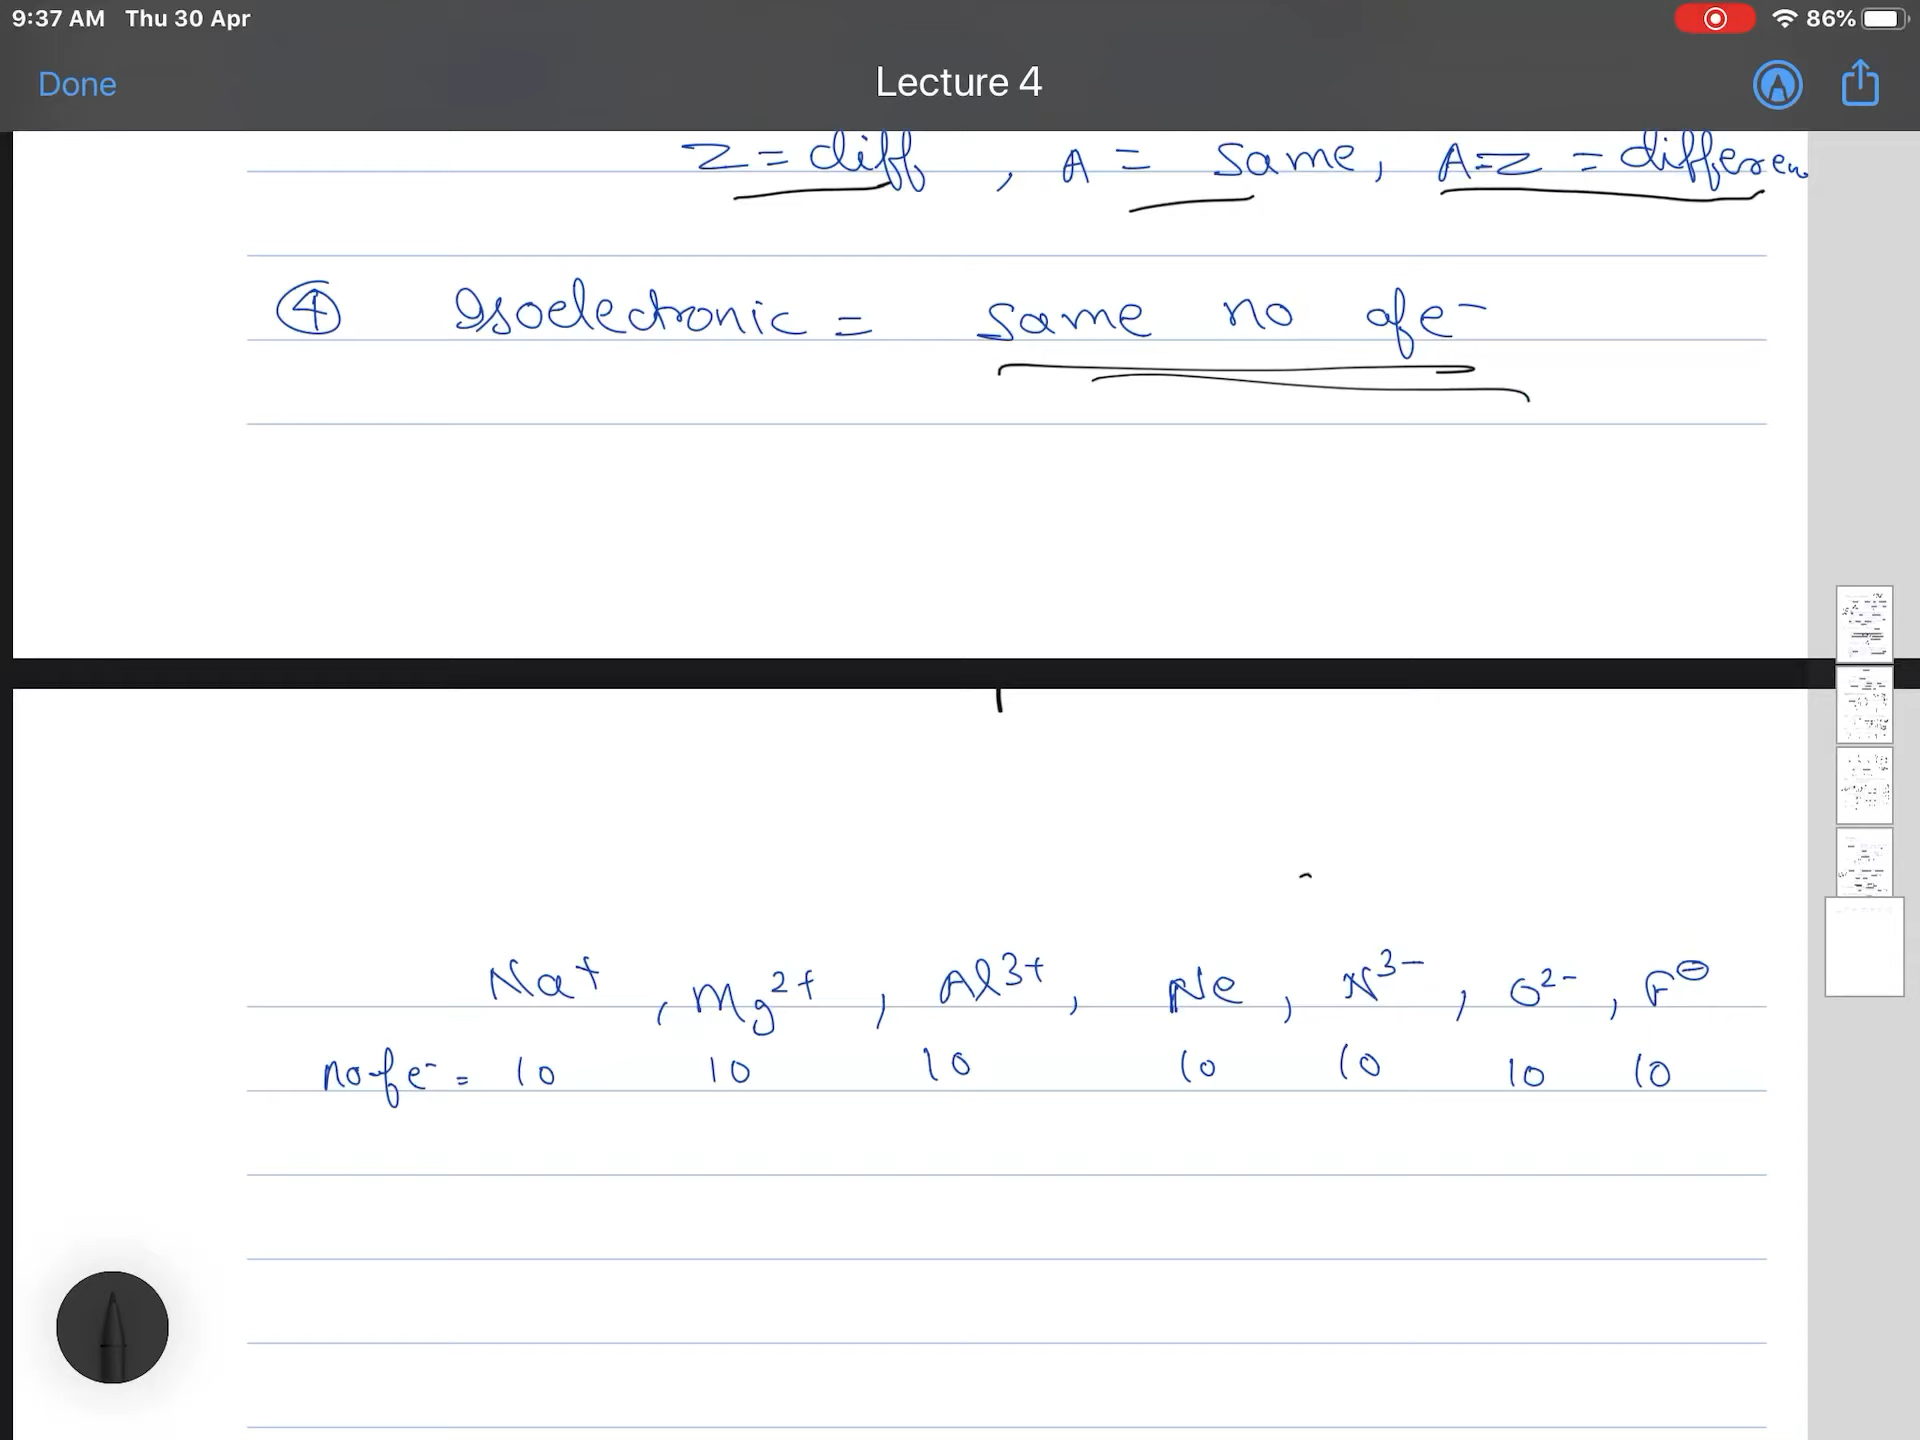 9:37 AM Thu 30 Apr 86%
Done Lecture 4
Z = diff , A = same, A-Z = differen
④ Isoelectronic = same no of e⁻
Na⁺ , Mg²⁺ , Al³⁺ , Ne , N³⁻ , O²⁻ , F⊖
no of e⁻ = 10 10 10 10 10 10 10